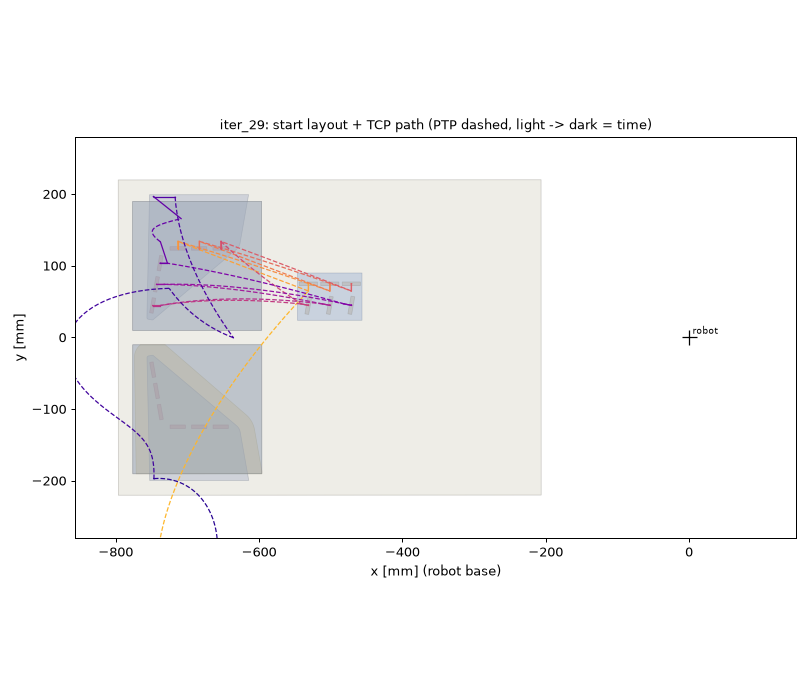 iter_29: start layout + TCP path (PTP dashed, light -> dark = time)
200
100
0
−100
−200
y [mm]
robot
−800
−600
−400
−200
0
x [mm] (robot base)